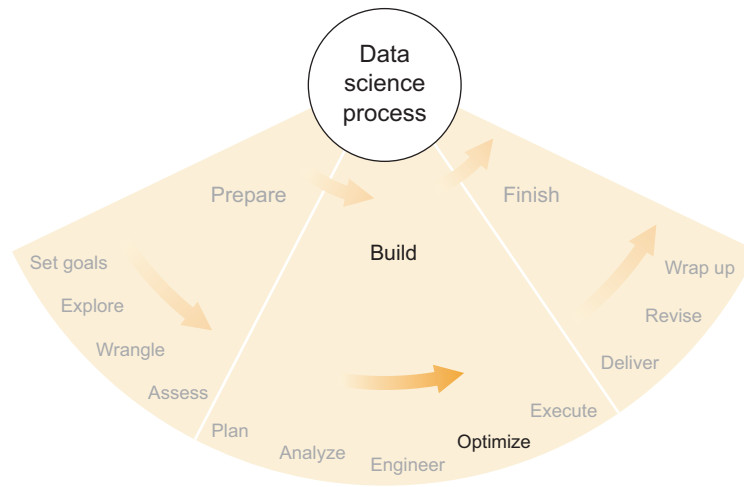 Data
science
process
Prepare
Finish
Build
Set goals
Explore
Wrangle
Assess
Plan
Analyze
Engineer
Optimize
Execute
Deliver
Revise
Wrap up